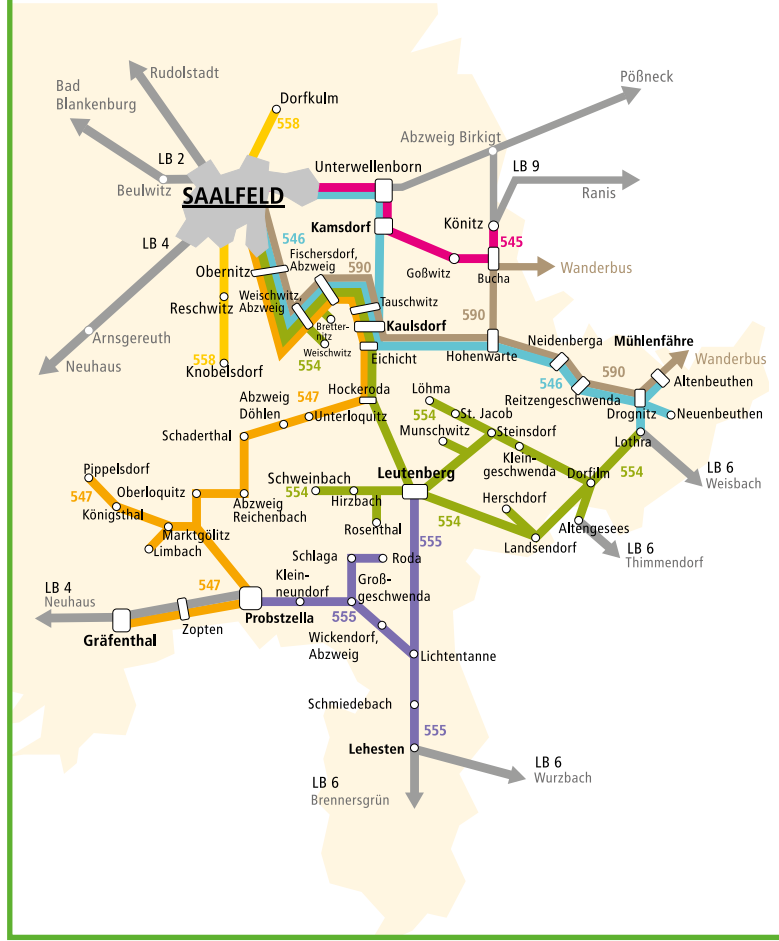 Rudolstadt
Bad
Blankenburg
Dorfkulm
558
Pößneck
Abzweig Birkigt
LB 2
Beulwitz
SAALFELD
Unterwellenborn
LB 9
Ranis
LB 4
Kamsdorf
Könitz
545
546
Obernitz
Fischersdorf,
Abzweig
590
Goßwitz
Bucha
Wanderbus
Reschwitz
Weischwitz,
Abzweig
Tauschwitz
590
Arnsgereuth
Bretter-
nitz
Kaulsdorf
Neidenberga
Mühlenfähre
Wanderbus
Neuhaus
558
Knobelsdorf
Weischwitz
554
Eichicht
Hohenwarte
590
546
Altenbeuthen
Reitzengeschwenda
Drognitz
Neuenbeuthen
Hockeroda
Löhma
Abzweig
Döhlen
547
Unterloquitz
554
St. Jacob
Munschwitz
Steinsdorf
Lothra
Schaderthal
Klein-
geschwenda
Pippelsdorf
547
Königsthal
Oberloquitz
Schweinbach
554
Hirzbach
Leutenberg
Dorfilm
554
LB 6
Weisbach
Abzweig
Reichenbach
Herschdorf
Rosenthal
554
Altengesees
Marktgölitz
Limbach
555
Landsendorf
LB 6
Thimmendorf
Schlaga
Roda
LB 4
Neuhaus
547
Klein-
neundorf
Groß-
geschwenda
Probstzella
555
Zopten
Gräfenthal
Wickendorf,
Abzweig
Lichtentanne
Schmiedebach
555
Lehesten
LB 6
Wurzbach
LB 6
Brennersgrün